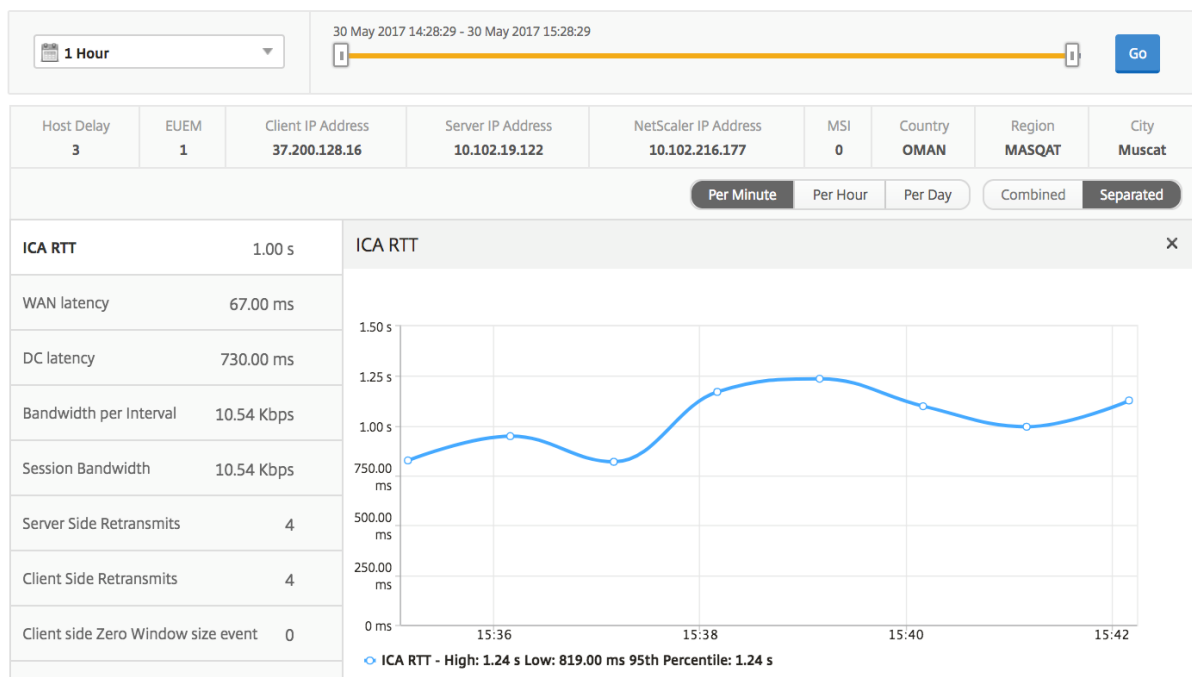 30 May 2017 14:28:29 - 30 May 2017 15:28:29
1 Hour
Go
Host Delay EUEM Client IP Address Server IP Address NetScaler IP Address MSI Country Region City
3 1 37.200.128.16 10.102.19.122 10.102.216.177 0 OMAN MASQAT Muscat
Per Minute Per Hour Per Day Combined Separated
ICA RTT 1.00 s
WAN latency 67.00 ms
DC latency 730.00 ms
Bandwidth per Interval 10.54 Kbps
Session Bandwidth 10.54 Kbps
Server Side Retransmits 4
Client Side Retransmits 4
Client side Zero Window size event 0
ICA RTT ×
1.50 s
1.25 s
1.00 s
750.00
ms
500.00
ms
250.00
ms
0 ms
15:36 15:38 15:40 15:42
ICA RTT - High: 1.24 s Low: 819.00 ms 95th Percentile: 1.24 s